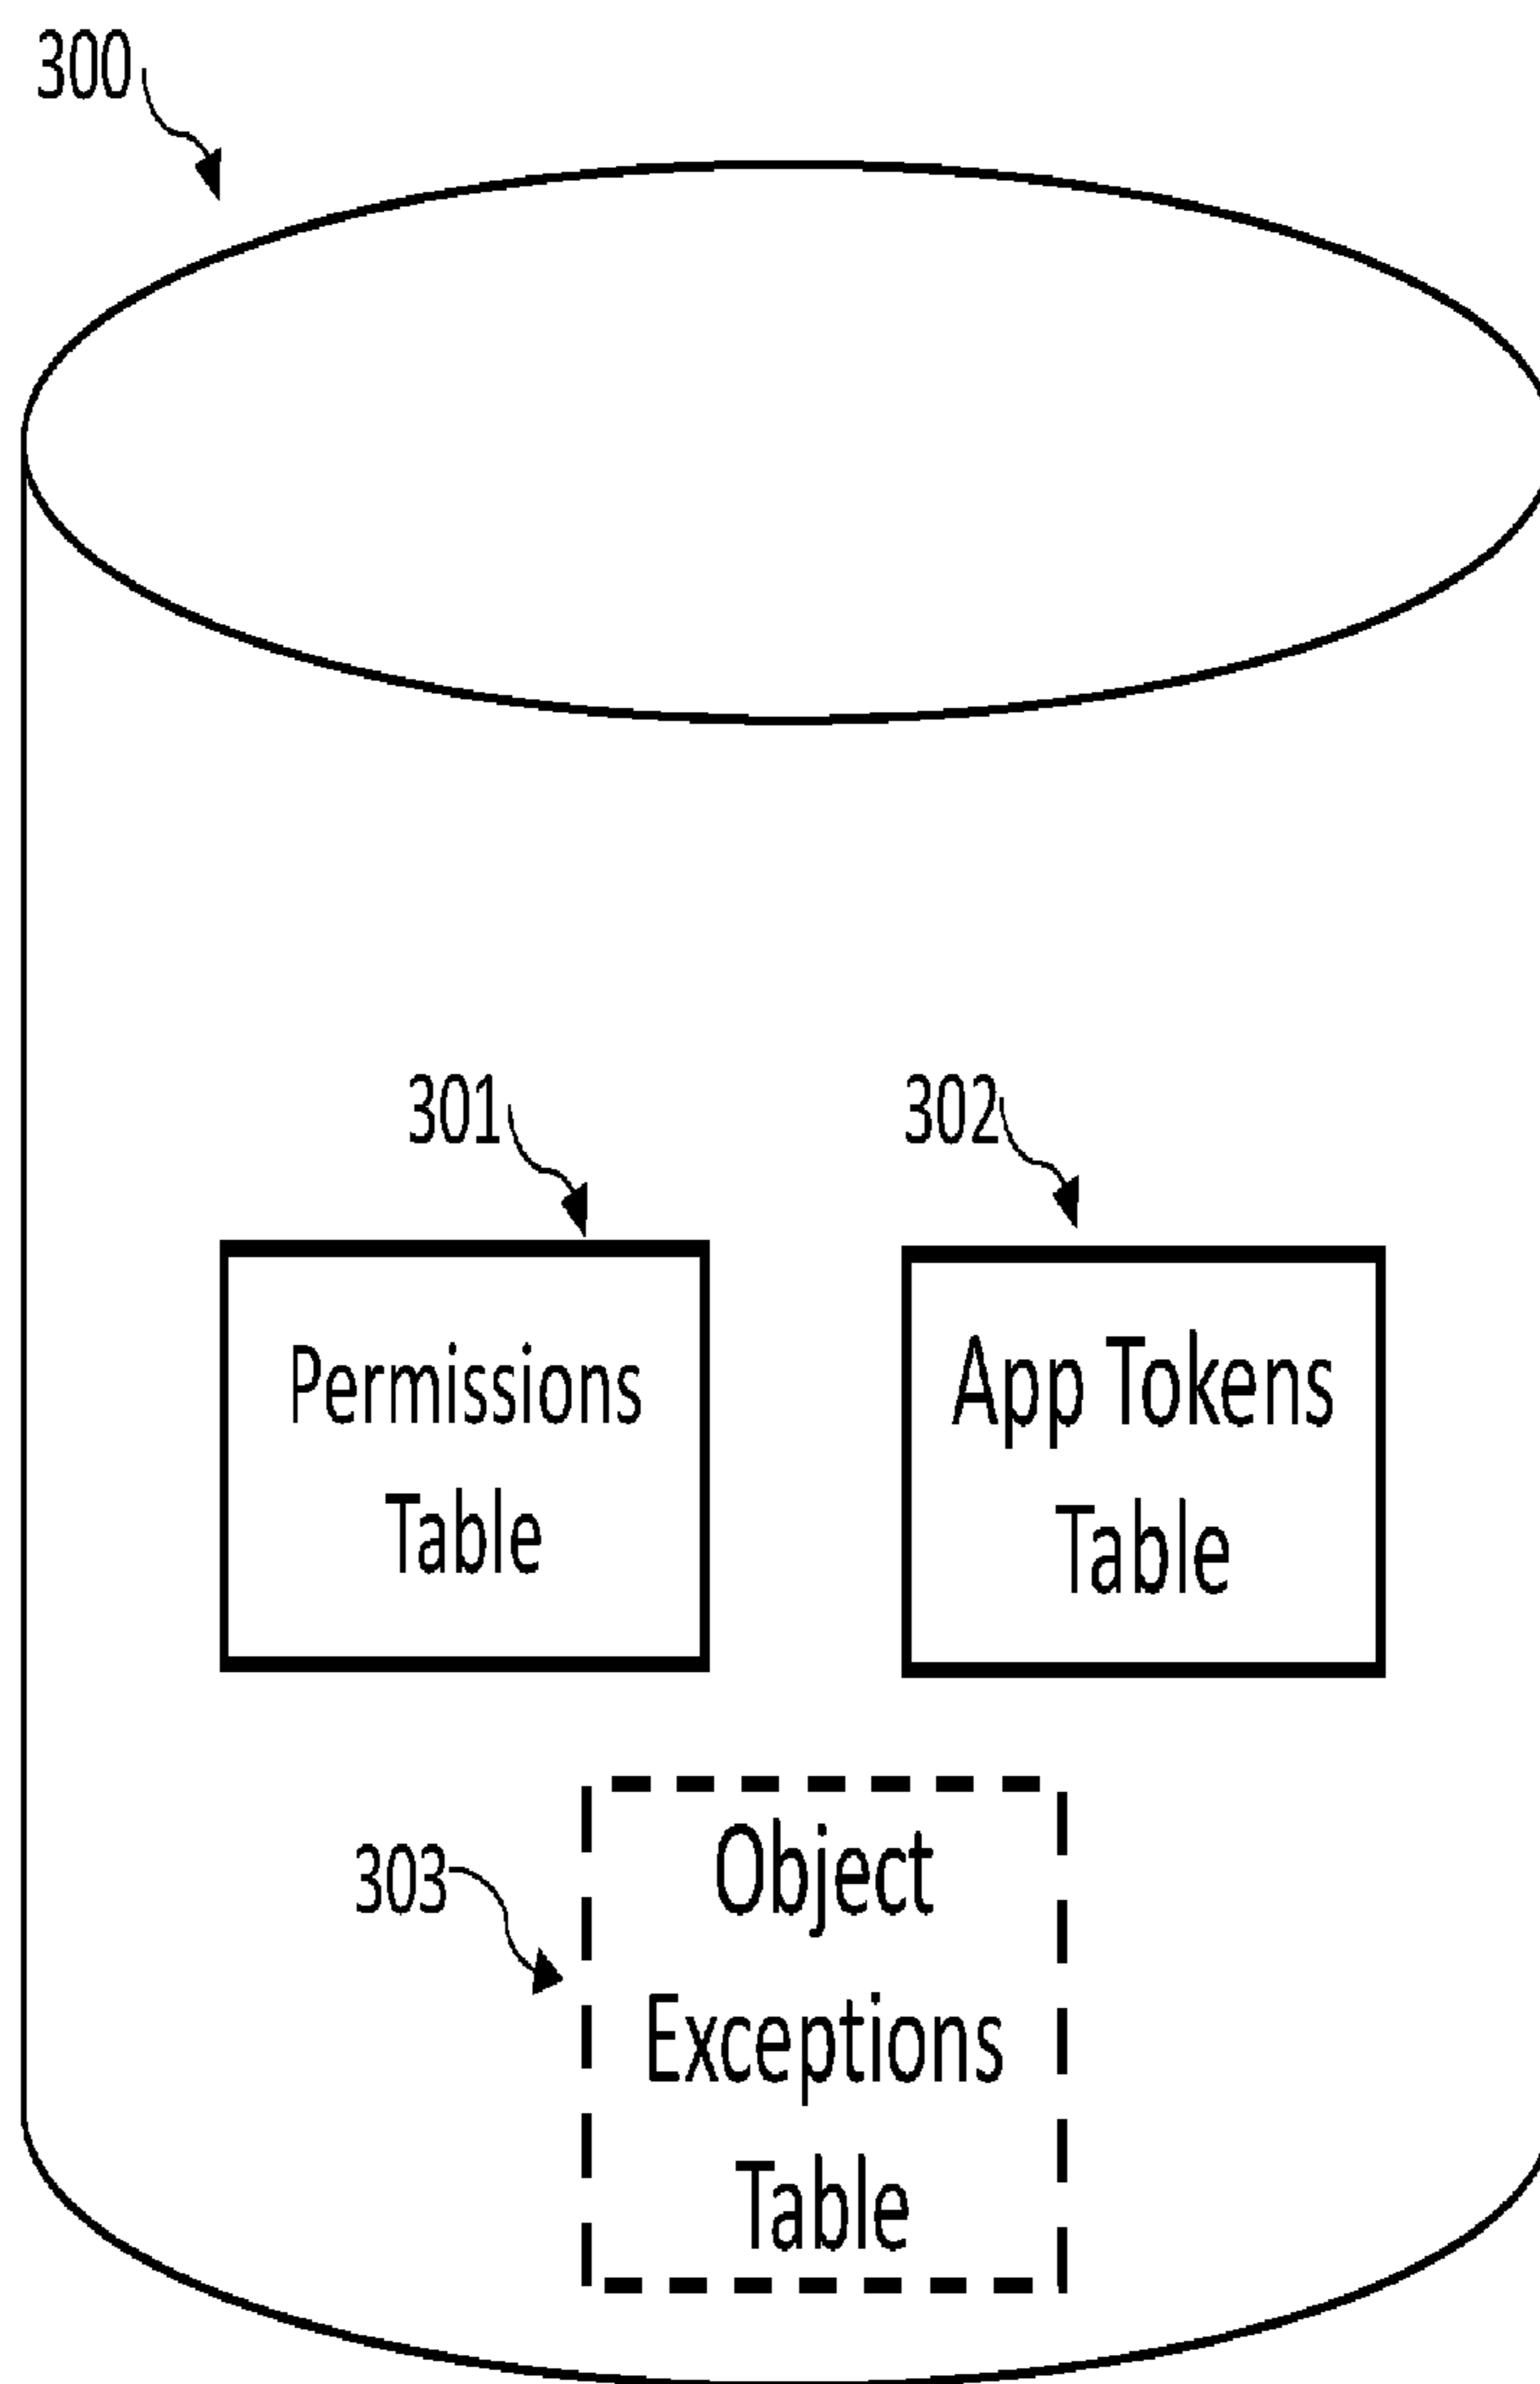 300
301
302
Permissions
Table
App Tokens
Table
303
Object
Exceptions
Table